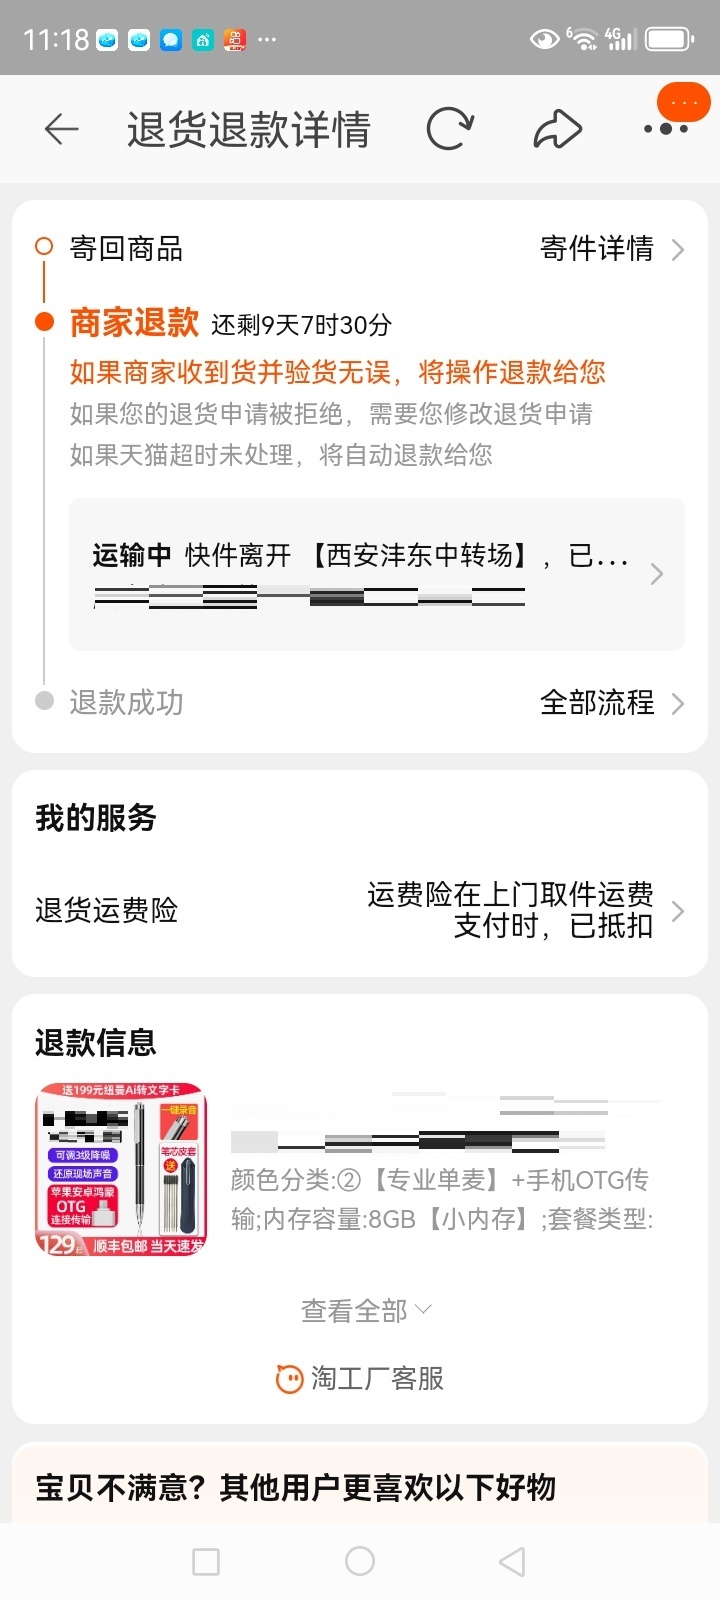 11:18
6 4G
退货退款详情
寄回商品 寄件详情
商家退款 还剩9天7时30分
如果商家收到货并验货无误，将操作退款给您
如果您的退货申请被拒绝，需要您修改退货申请
如果天猫超时未处理，将自动退款给您
运输中 快件离开 【西安沣东中转场】，已...
退款成功 全部流程
我的服务
退货运费险 运费险在上门取件运费
支付时，已抵扣
退款信息
送199元纽曼Ai转文字卡
一键录音
可调3级降噪
还原现场声音
笔芯皮套
送
苹果安卓鸿蒙
OTG
连接传输
129起 顺丰包邮 当天速发
颜色分类:②【专业单麦】+手机OTG传
输;内存容量:8GB【小内存】;套餐类型:
查看全部
淘工厂客服
宝贝不满意？其他用户更喜欢以下好物